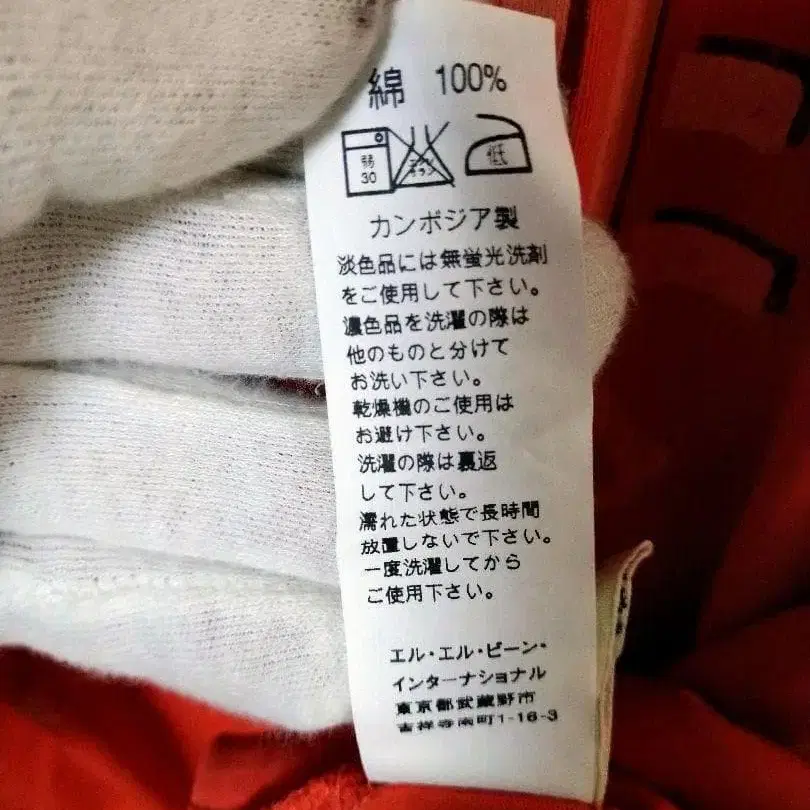 綿 100%
弱 30 エンソ サラシ 低
カンボジア製
淡色品には無蛍光洗剤
をご使用して下さい。
濃色品を洗濯の際は
他のものと分けて
お洗い下さい。
乾燥機のご使用は
お避け下さい。
洗濯の際は裏返
して下さい。
濡れた状態で長時間
放置しないで下さい。
一度洗濯してから
ご使用下さい。
エル・エル・ビーン・
インターナショナル
東京都武蔵野市
吉祥寺南町1-16-3